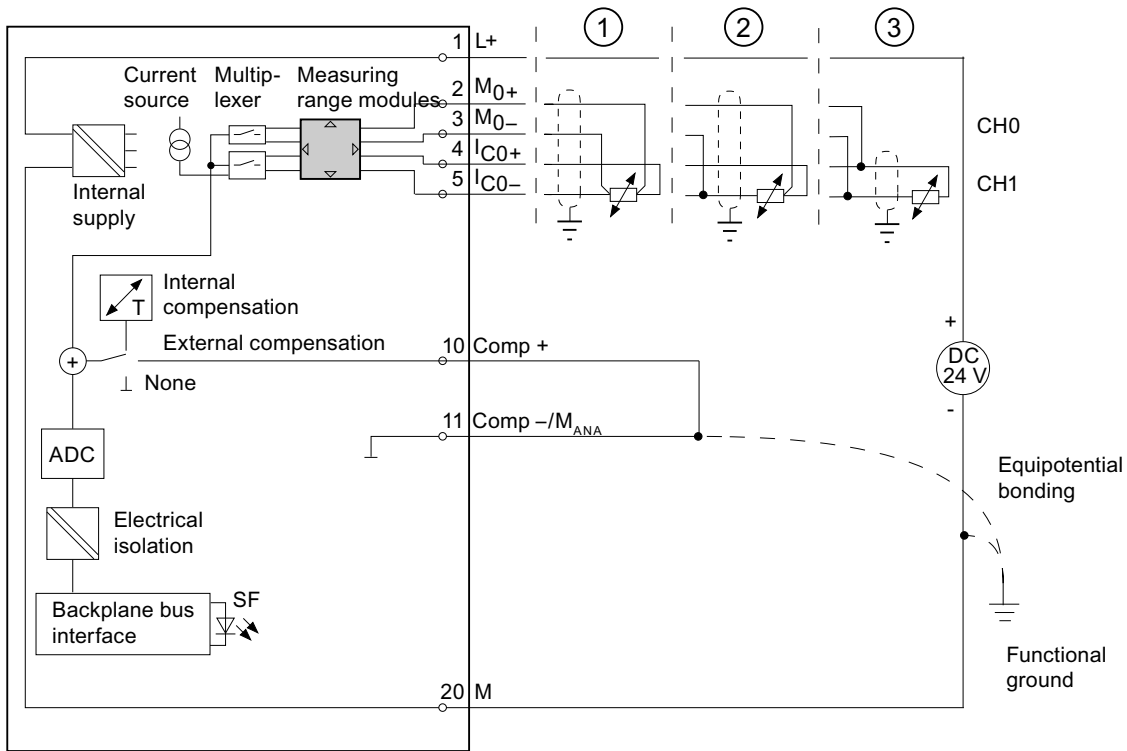 ① ② ③
1 L+
Current
source
Multip-
lexer
Measuring
range modules
2 M0+
3 M0–
4 IC0+
5 IC0–
CH0
CH1
Internal
supply
Internal
compensation
T
External compensation
10 Comp +
+
None
+
DC
24 V
-
11 Comp –/MANA
ADC
Equipotential
bonding
Electrical
isolation
SF
Backplane bus
interface
Functional
ground
20 M